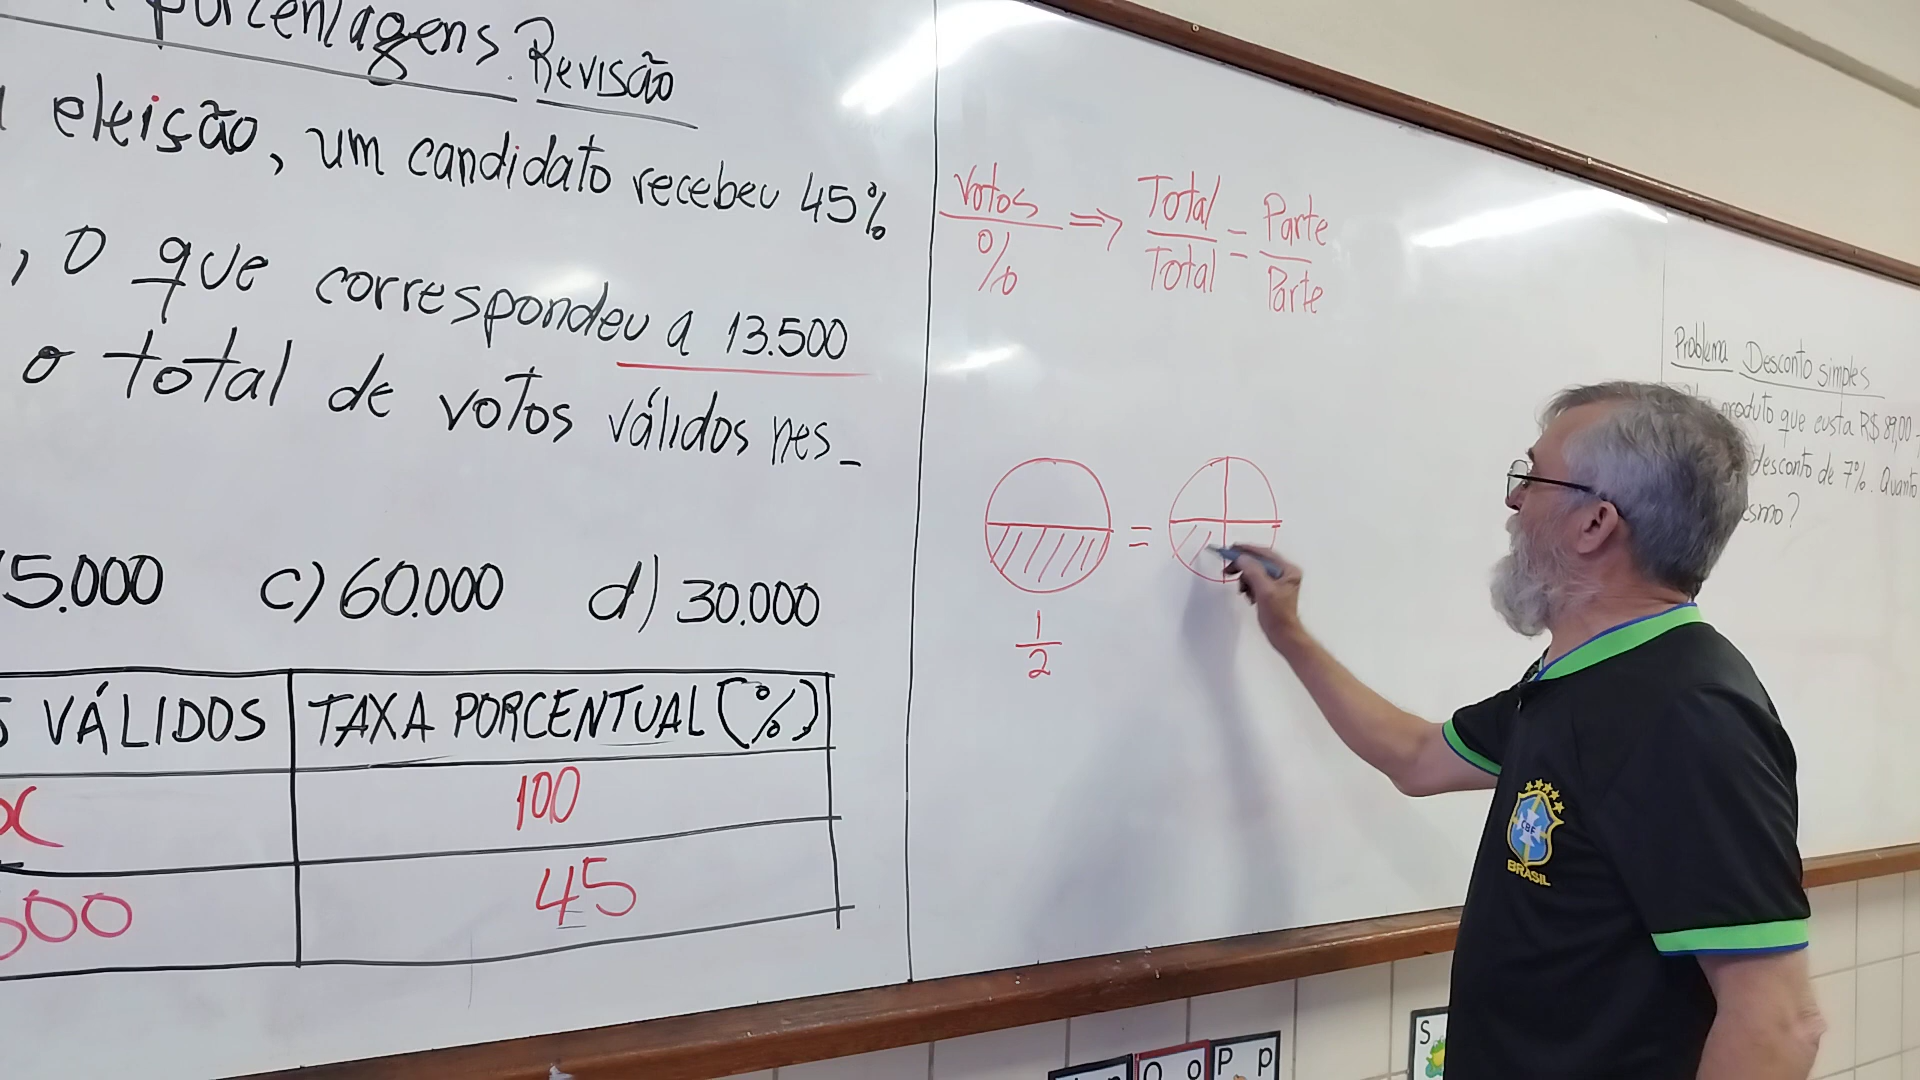 porcentagens. Revisão
eleição, um candidato recebeu 45%
, o que correspondeu a 13.500
o total de votos válidos nes_
5.000 c) 60.000 d) 30.000
VÁLIDOS TAXA PORCENTUAL (%)
x 100
500 45
Votos
% => Total
Total = Parte
Parte
=
1
2
Problema Desconto simples
produto que custa R$ 89,00
desconto de 7%. Quanto
esmo?
CBF
BRASIL
O o
P p
S